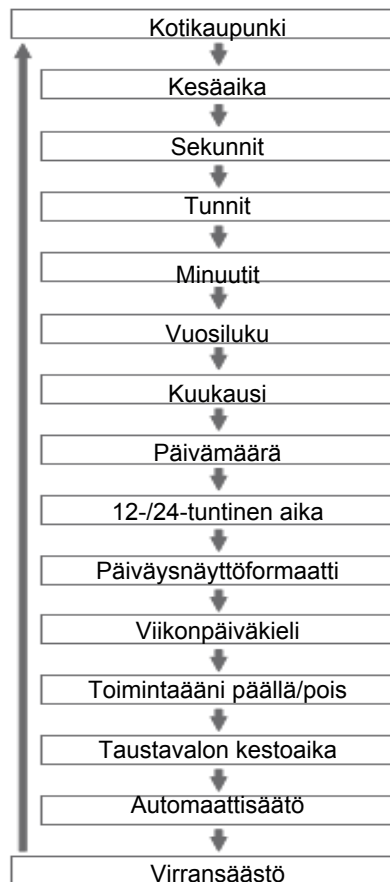 Kotikaupunki
Kesäaika
Sekunnit
Tunnit
Minuutit
Vuosiluku
Kuukausi
Päivämäärä
12-/24-tuntinen aika
Päiväysnäyttöformaatti
Viikonpäiväkieli
Toimintaääni päällä/pois
Taustavalon kestoaika
Automaattisäätö
Virransäästö